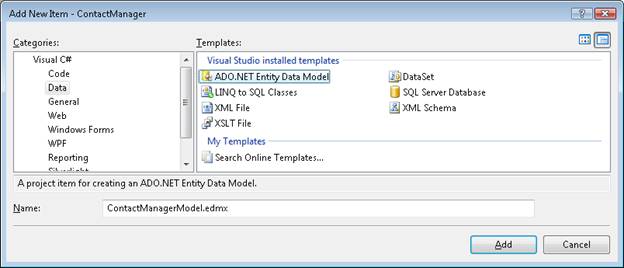 Add New Item - ContactManager
Categories:
Templates:
Visual C#
Code
Data
General
Web
Windows Forms
WPF
Reporting
Silverlight
Visual Studio installed templates
ADO.NET Entity Data Model
DataSet
LINQ to SQL Classes
SQL Server Database
XML File
XML Schema
XSLT File
My Templates
Search Online Templates...
A project item for creating an ADO.NET Entity Data Model.
Name:
ContactManagerModel.edmx
Add
Cancel